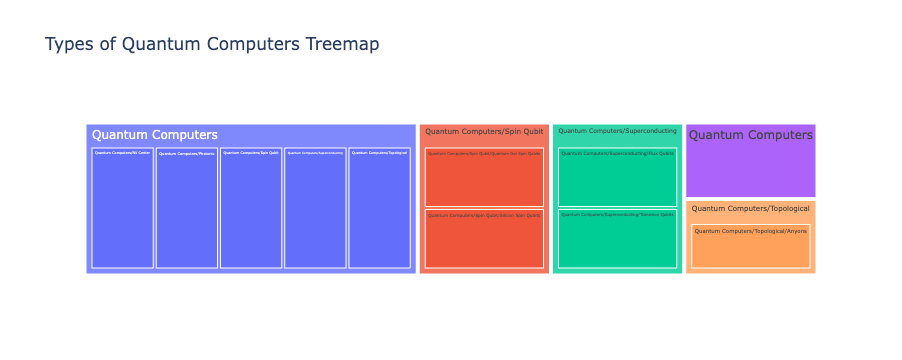 Types of Quantum Computers Treemap
Quantum Computers
Quantum Computers/NV Center
Quantum Computers/Photonic
Quantum Computers/Spin Qubit
Quantum Computers/Superconducting
Quantum Computers/Topological
Quantum Computers/Spin Qubit
Quantum Computers/Spin Qubit/Quantum Dot Spin Qubits
Quantum Computers/Spin Qubit/Silicon Spin Qubits
Quantum Computers/Superconducting
Quantum Computers/Superconducting/Flux Qubits
Quantum Computers/Superconducting/Transmon Qubits
Quantum Computers
Quantum Computers/Topological
Quantum Computers/Topological/Anyons